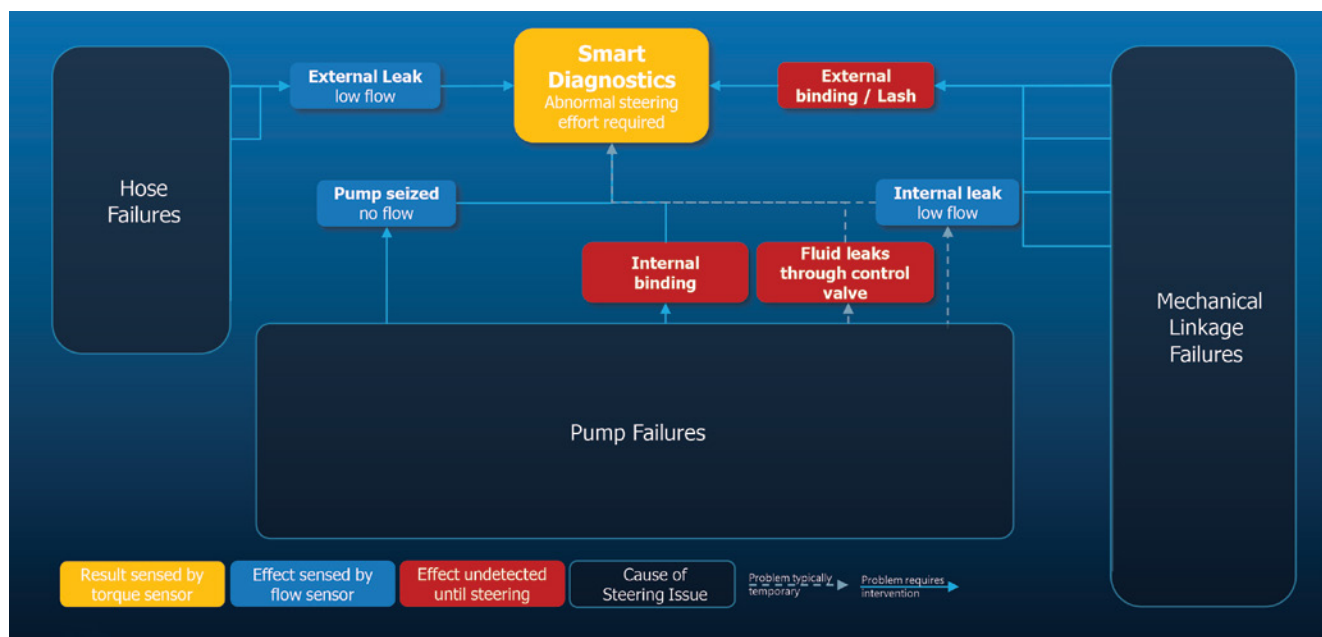 Smart
Diagnostics
Abnormal steering
effort required
External Leak
low flow
External
binding / Lash
Hose
Failures
Pump seized
no flow
Internal leak
low flow
Internal
binding
Fluid leaks
through control
valve
Mechanical
Linkage
Failures
Pump Failures
Result sensed by
torque sensor
Effect sensed by
flow sensor
Effect undetected
until steering
Cause of
Steering Issue
Problem typically
temporary
Problem requires
intervention